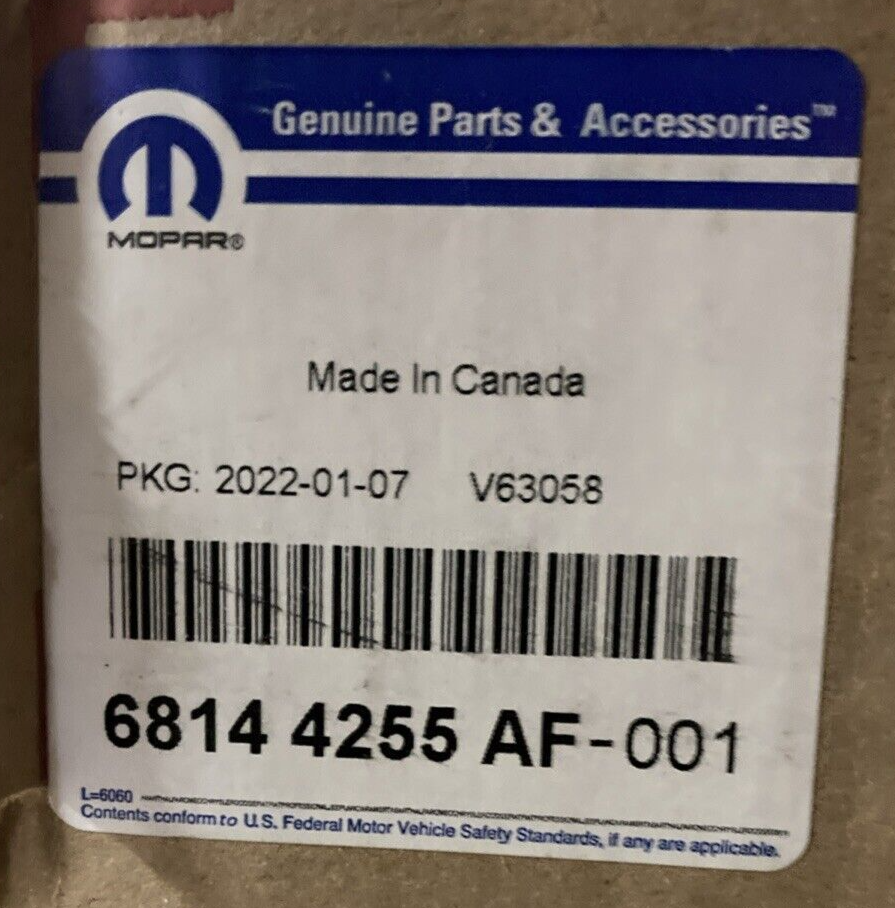 Genuine Parts & Accessories™
MOPAR®
Made In Canada
PKG: 2022-01-07 V63058
6814 4255 AF-001
L=6060
Contents conform to U.S. Federal Motor Vehicle Safety Standards, if any are applicable.